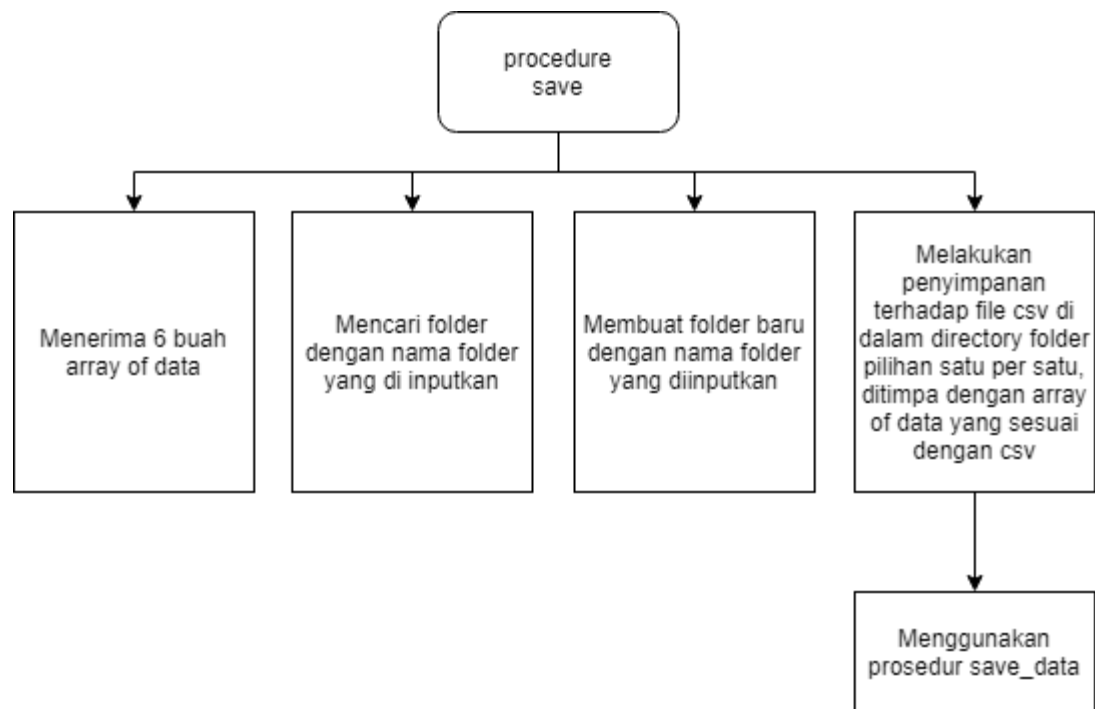 procedure
save
Menerima 6 buah
array of data
Mencari folder
dengan nama folder
yang di inputkan
Membuat folder baru
dengan nama folder
yang diinputkan
Melakukan
penyimpanan
terhadap file csv di
dalam directory folder
pilihan satu per satu,
ditimpa dengan array
of data yang sesuai
dengan csv
Menggunakan
prosedur save_data